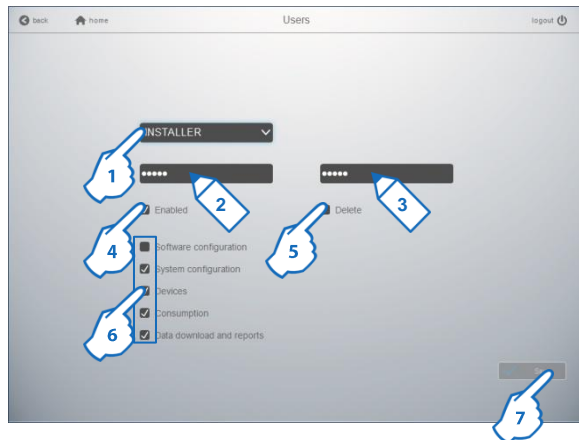 back home Users logout
INSTALLER
1
•••••
•••••
2
3
Enabled
Delete
4
5
Software configuration
System configuration
Devices
Consumption
6
Data download and reports
7